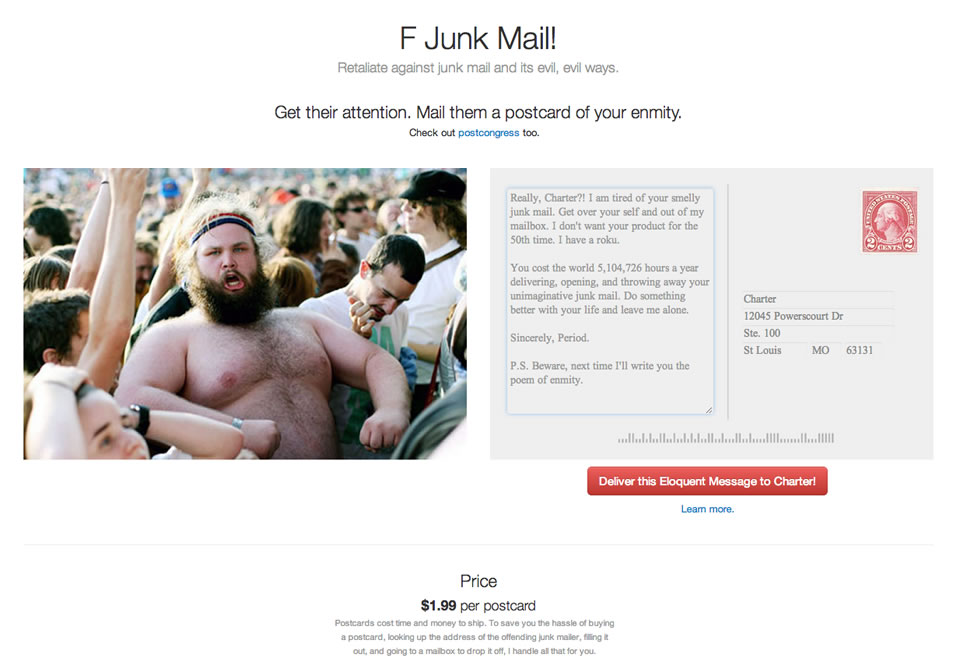 F Junk Mail!
Retaliate against junk mail and its evil, evil ways.
Get their attention. Mail them a postcard of your enmity.
Check out postcongress too.
Really, Charter?! I am tired of your smelly
junk mail. Get over your self and out of my
mailbox. I don't want your product for the
50th time. I have a roku.
You cost the world 5,104,726 hours a year
delivering, opening, and throwing away your
unimaginative junk mail. Do something
better with your life and leave me alone.
Sincerely, Period.
P.S. Beware, next time I'll write you the
poem of enmity.
UNITED STATES POSTAGE
2 CENTS 2
Charter
12045 Powerscourt Dr
Ste. 100
St Louis MO 63131
Deliver this Eloquent Message to Charter!
Learn more.
Price
$1.99 per postcard
Postcards cost time and money to ship. To save you the hassle of buying
a postcard, looking up the address of the offending junk mailer, filling it
out, and going to a mailbox to drop it off, I handle all that for you.